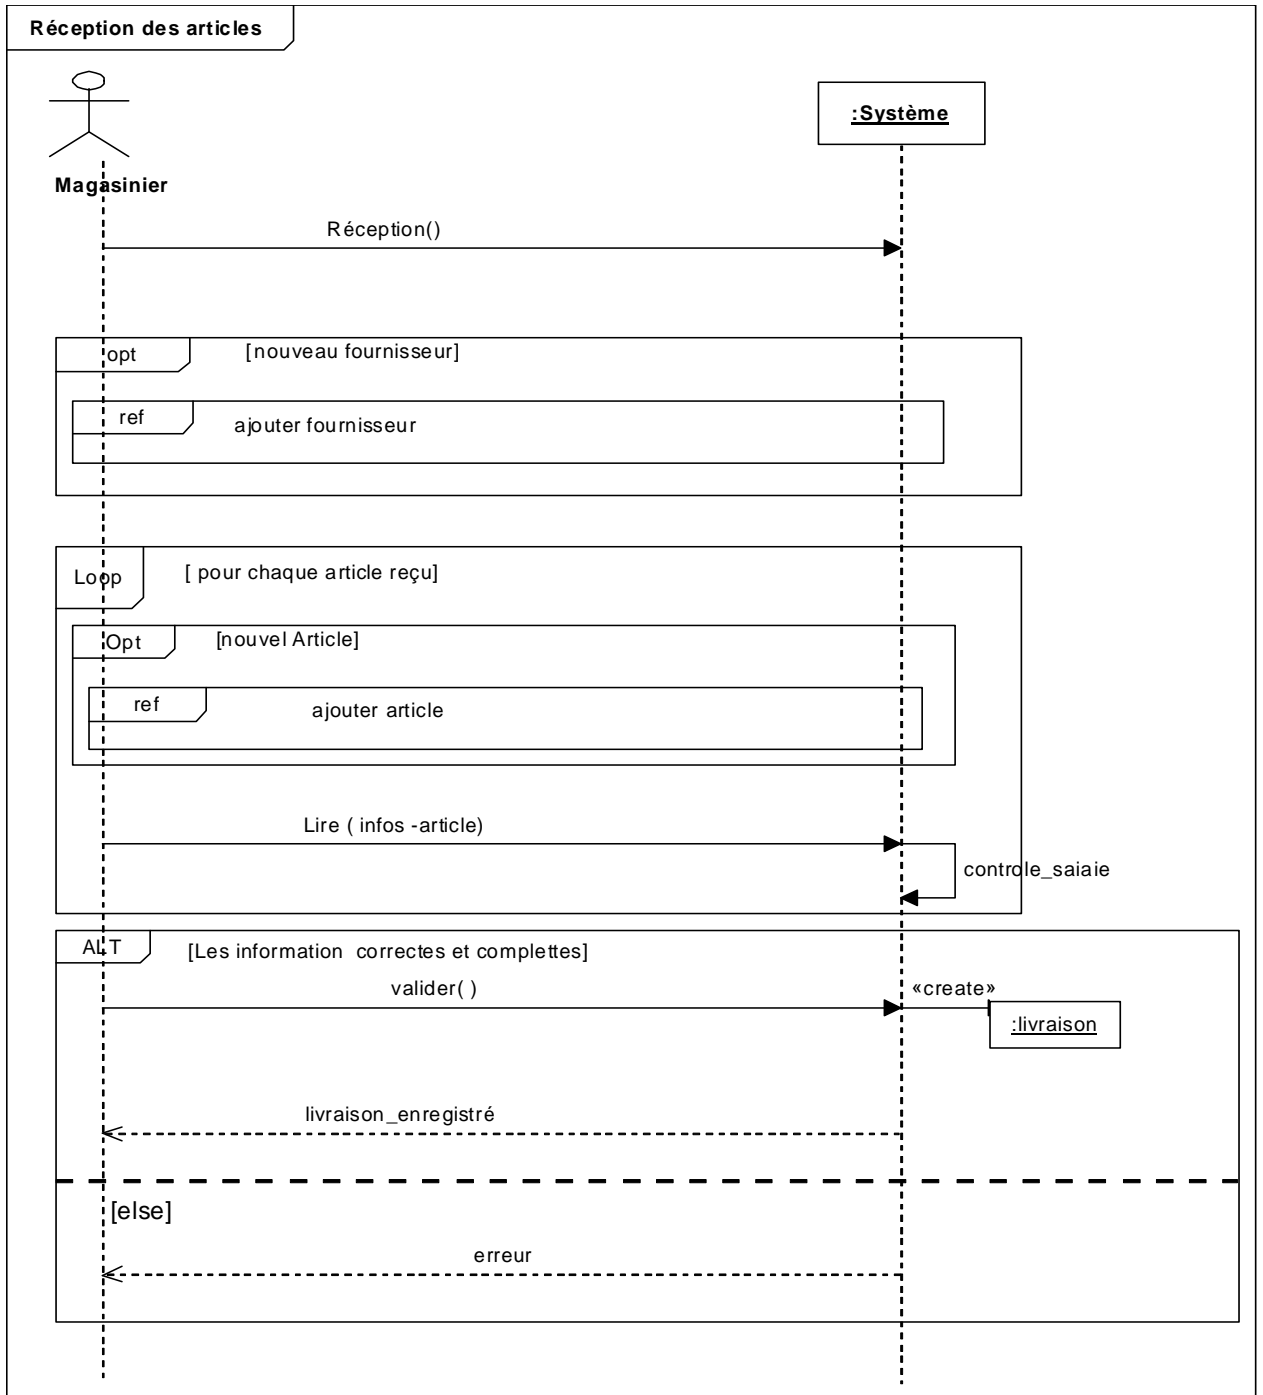 Réception des articles
:Système
Magasinier
Réception()
opt
[nouveau fournisseur]
ref
ajouter fournisseur
Loop
[ pour chaque article reçu]
Opt
[nouvel Article]
ref
ajouter article
Lire ( infos -article)
controle_saiaie
ALT
[Les information  correctes et complettes]
valider( )
«create»
:livraison
livraison_enregistré
[else]
erreur